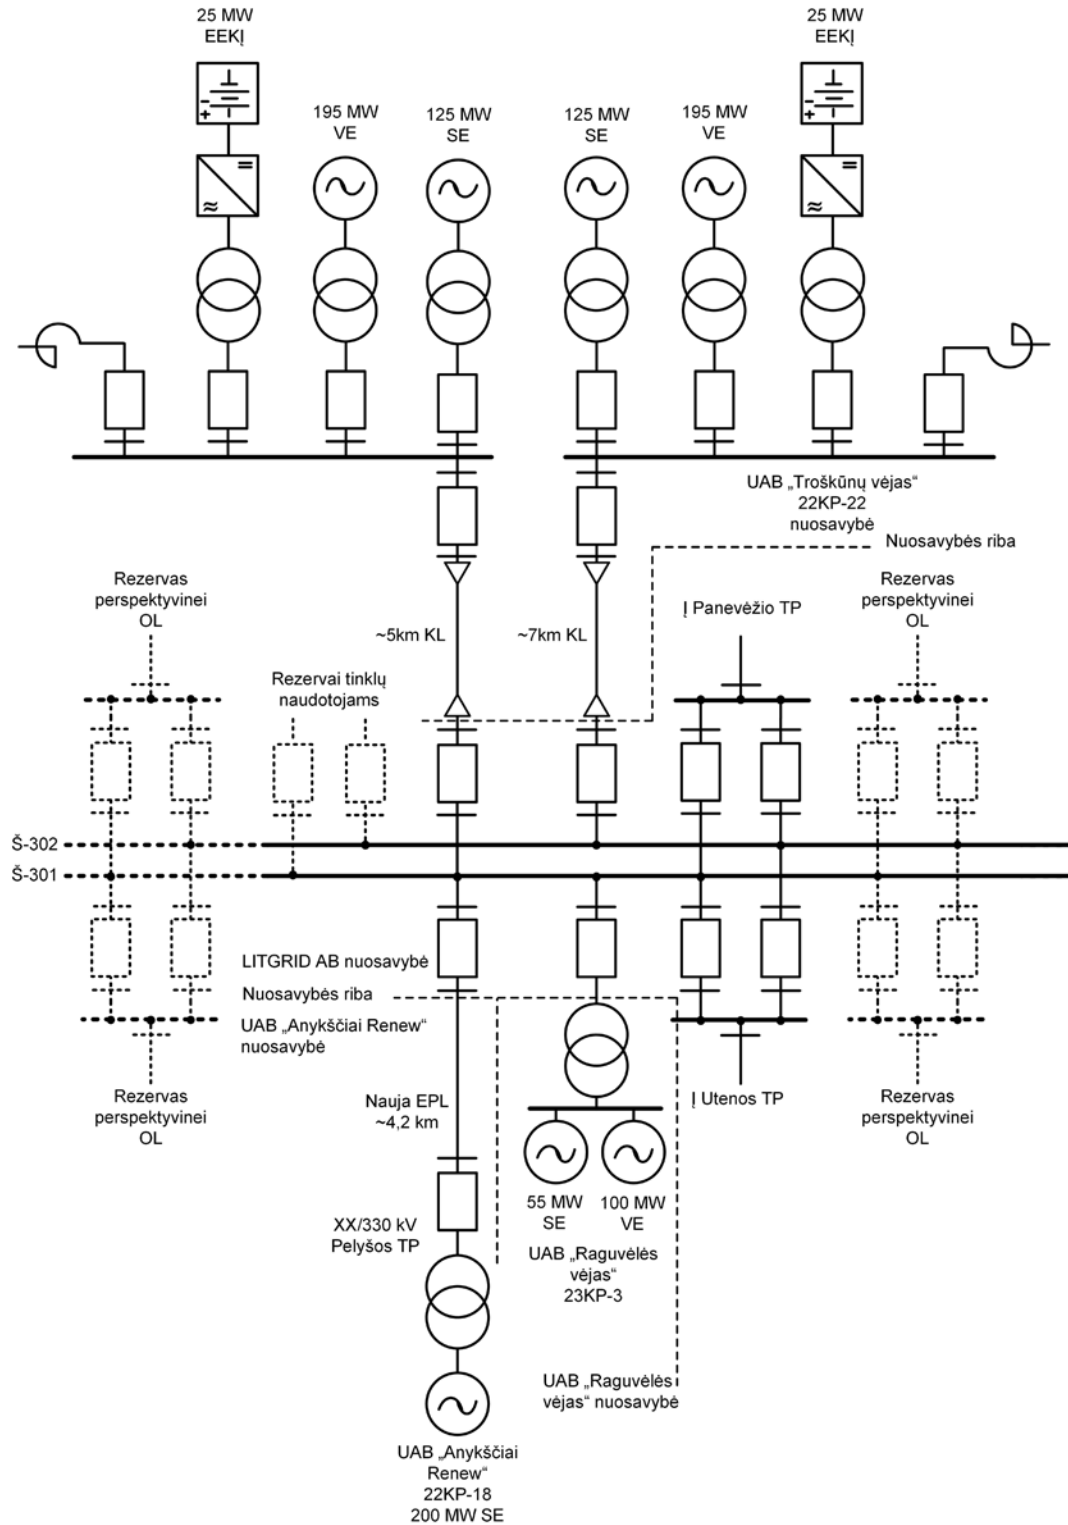 25 MW
EEKĮ
25 MW
EEKĮ
195 MW
VE
125 MW
SE
125 MW
SE
195 MW
VE
UAB „Troškūnų vėjas“
22KP-22
nuosavybė
Nuosavybės riba
Rezervas
perspektyvinei
OL
~5km KL
~7km KL
Į Panevėžio TP
Rezervas
perspektyvinei
OL
Rezervai tinklų
naudotojams
Š-302
Š-301
LITGRID AB nuosavybė
Nuosavybės riba
UAB „Anykščiai Renew“
nuosavybė
Rezervas
perspektyvinei
OL
Nauja EPL
~4,2 km
Į Utenos TP
Rezervas
perspektyvinei
OL
55 MW
SE
100 MW
VE
XX/330 kV
Pelyšos TP
UAB „Raguvėlės
vėjas“
23KP-3
UAB „Raguvėlės
vėjas“ nuosavybė
UAB „Anykščiai
Renew“
22KP-18
200 MW SE